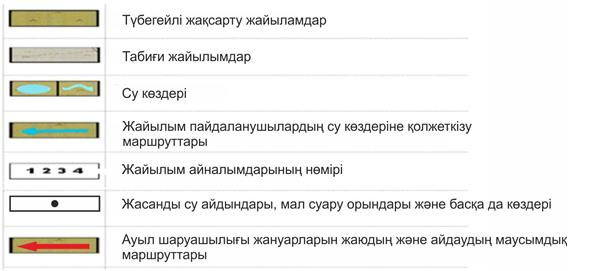 Түбегейлі жақсарту жайыламдар
Табиғи жайылымдар
Су көздері
Жайылым пайдаланушылардың су көздеріне қолжеткізу
маршруттары
1 2 3 4
Жайылым айналымдарының нөмірі
Жасанды су айдындары, мал суару орындары және басқа да көздері
Ауыл шаруашылығы жануарларын жаюдың және айдаудың маусымдық
маршруттары